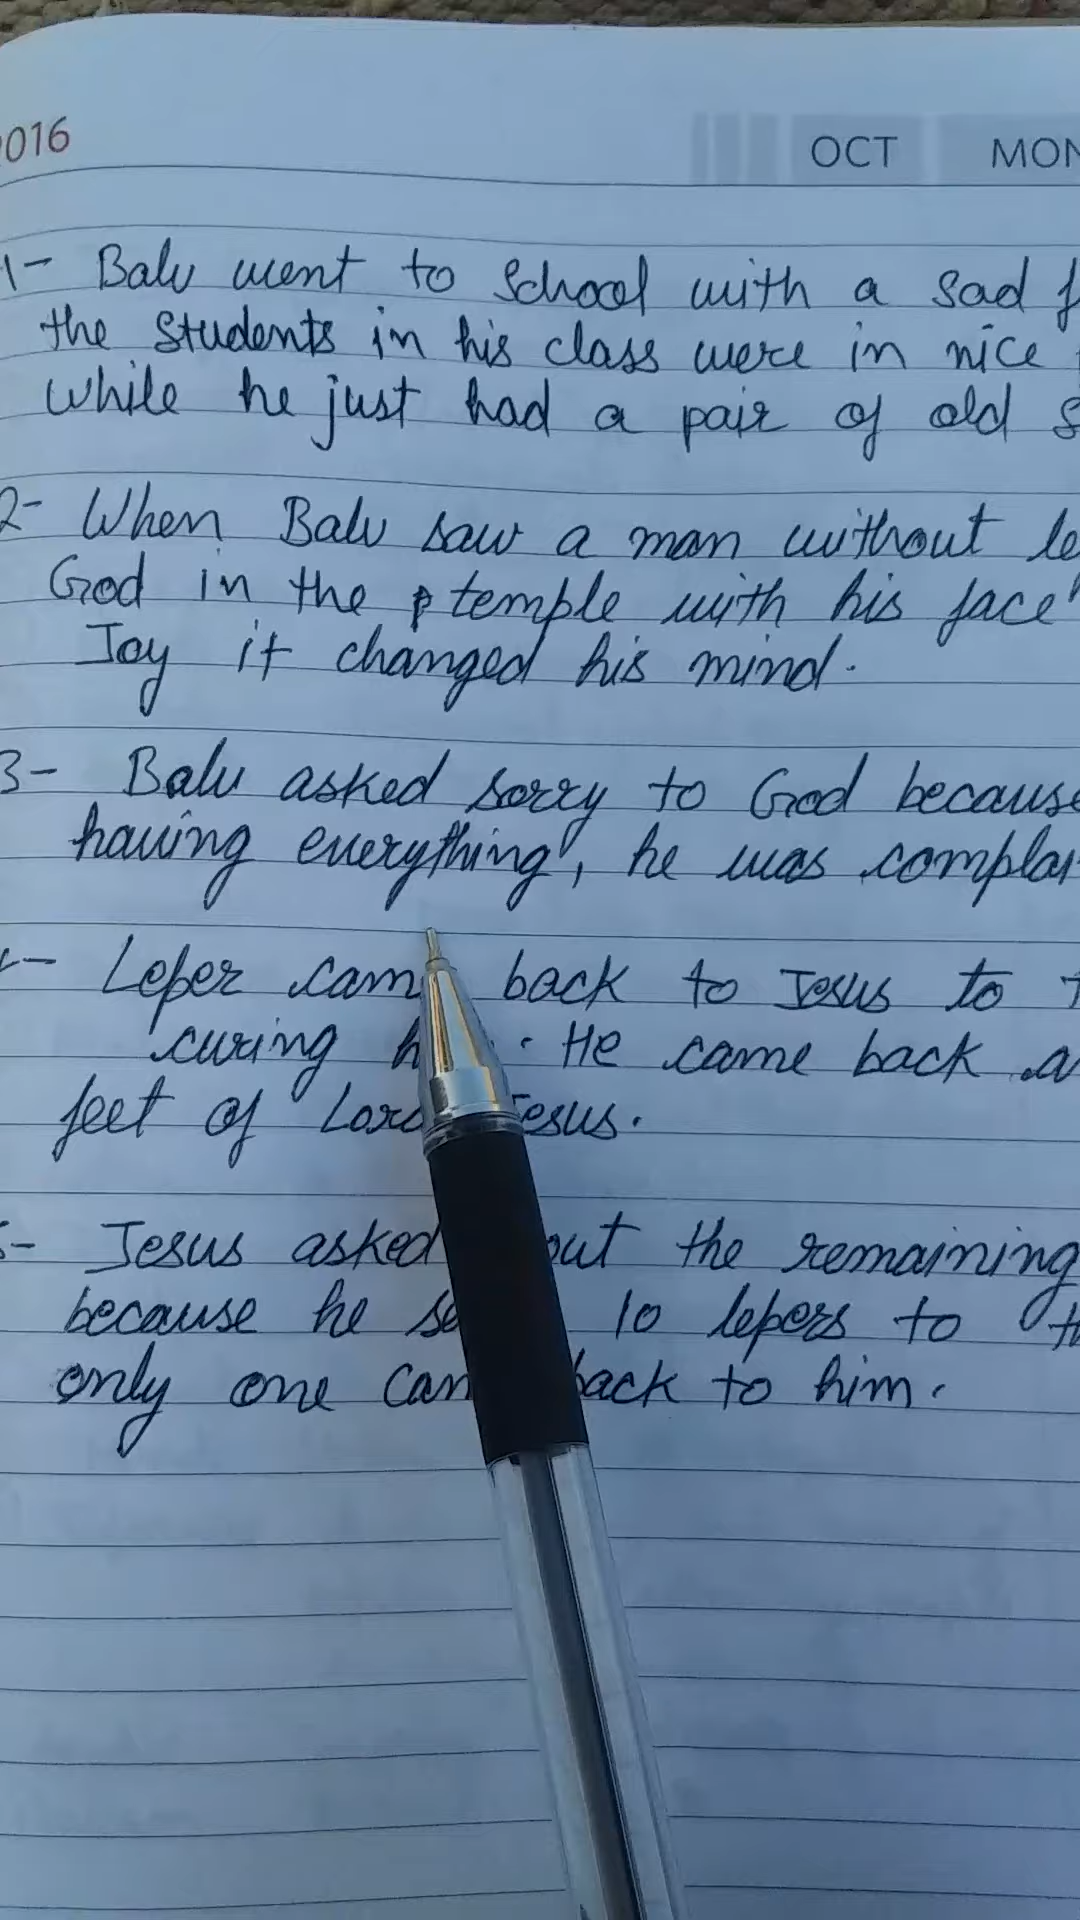 2016 OCT MON
1- Balu went to School with a sad
the students in his class were in nice
while he just had a pair of old
2- When Balu saw a man without
God in the temple with his face
Joy it changed his mind.
3- Balu asked sorry to God because
having everything, he was
Leper back to Jesus to
curing . He came back
feet of Jesus.
Jesus asked the remaining
because he 10 lepers to
only one back to him.